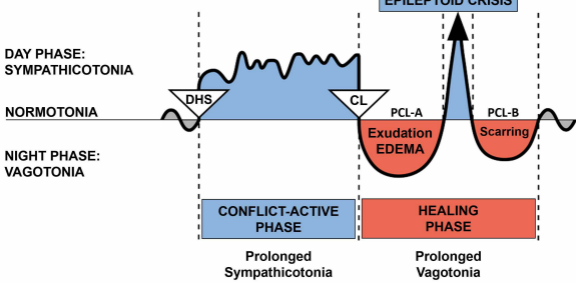 EPILEPTOID CRISIS
DAY PHASE:
SYMPATHICOTONIA
DHS
CL
NORMOTONIA
PCL-A
PCL-B
Exudation
EDEMA
Scarring
NIGHT PHASE:
VAGOTONIA
CONFLICT-ACTIVE
PHASE
HEALING
PHASE
Prolonged
Sympathicotonia
Prolonged
Vagotonia